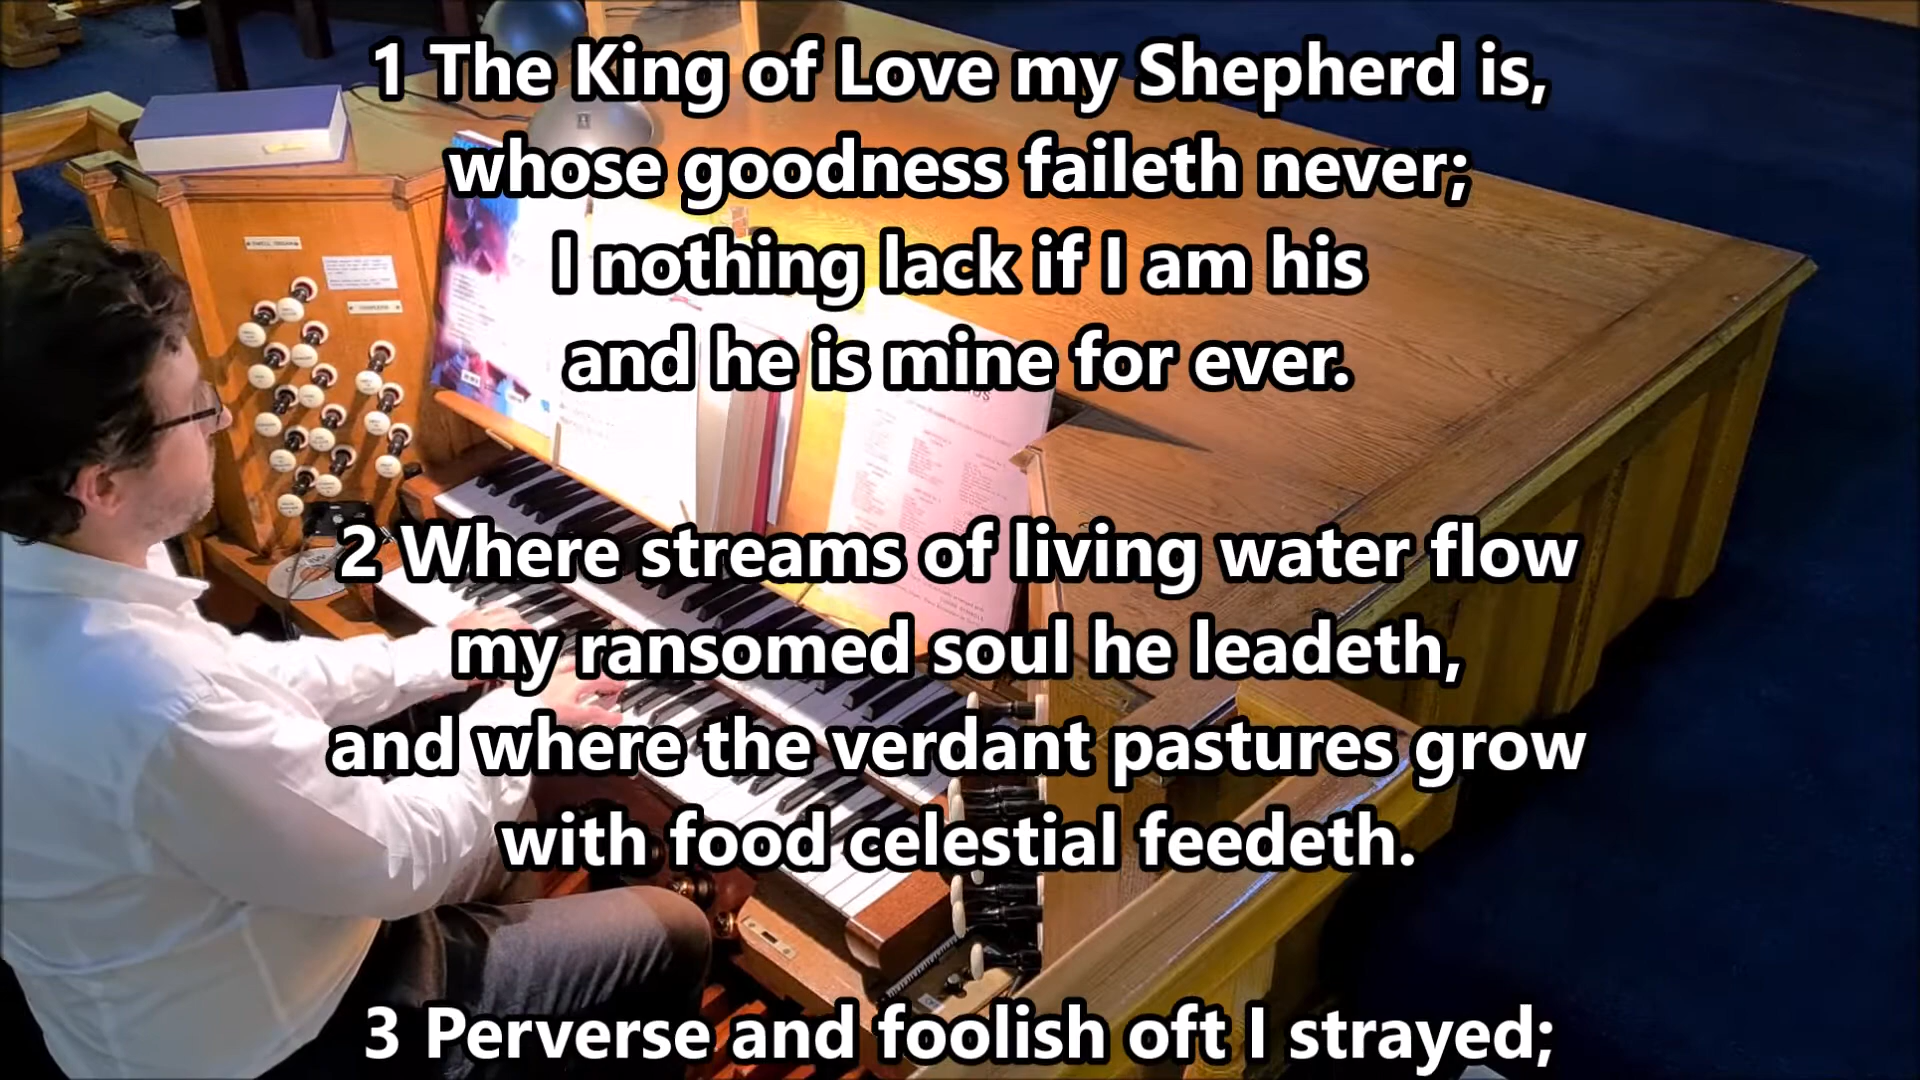 1 The King of Love my Shepherd is,
whose goodness faileth never;
I nothing lack if I am his
and he is mine for ever.
2 Where streams of living water flow
my ransomed soul he leadeth,
and where the verdant pastures grow
with food celestial feedeth.
3 Perverse and foolish oft I strayed;